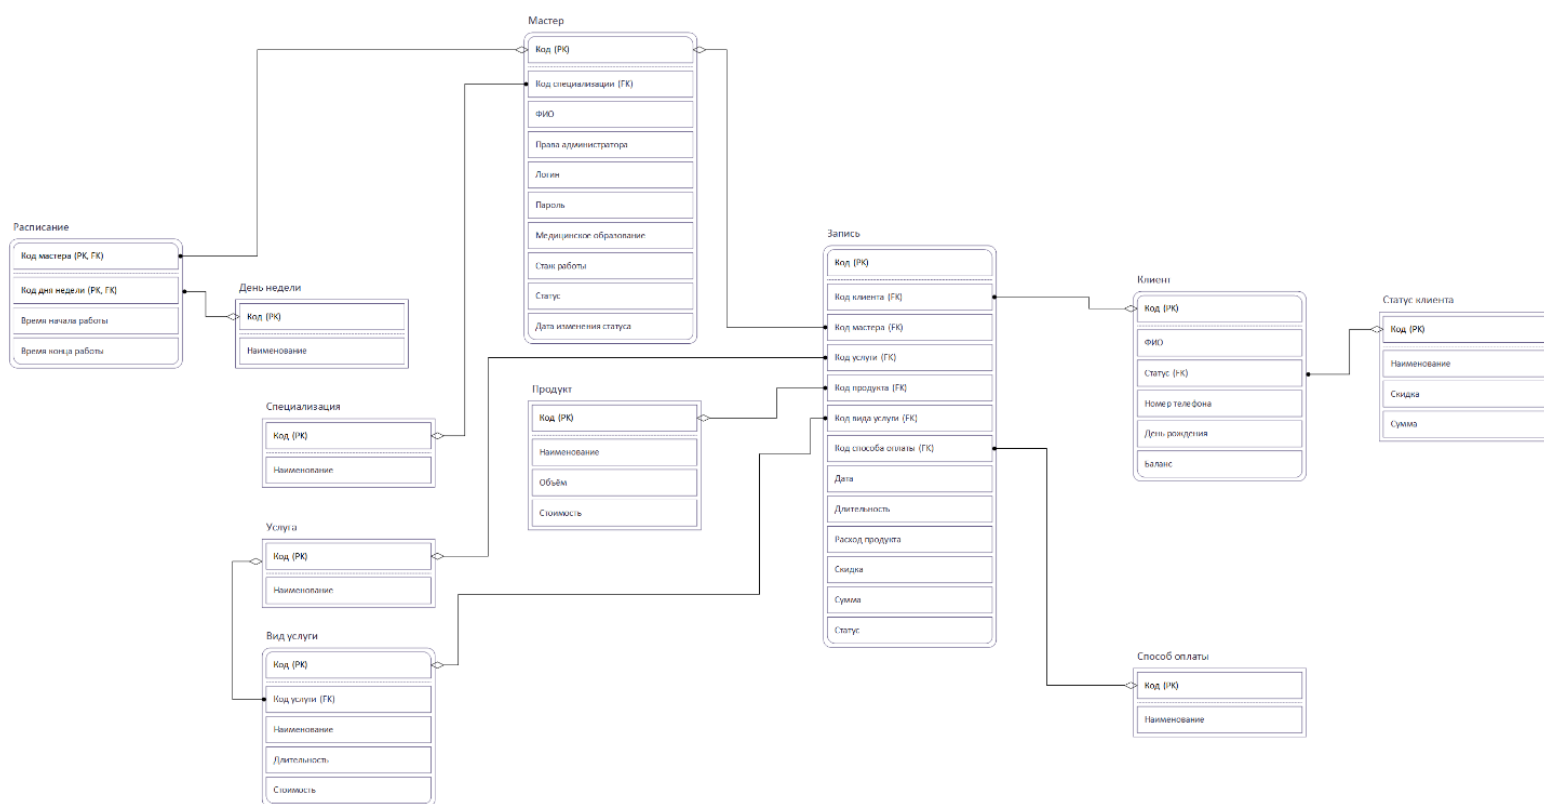 Мастер
Код (PK)
Код специализации (FK)
ФИО
Права администратора
Логин
Пароль
Медицинское образование
Стаж работы
Статус
Дата изменения статуса
Расписание
Код мастера (PK, FK)
Код дня недели (PK, FK)
Время начала работы
Время конца работы
День недели
Код (PK)
Наименование
Специализация
Код (PK)
Наименование
Услуга
Код (PK)
Наименование
Вид услуги
Код (PK)
Код услуги (FK)
Наименование
Длительность
Стоимость
Продукт
Код (PK)
Наименование
Объём
Стоимость
Запись
Код (PK)
Код клиента (FK)
Код мастера (FK)
Код услуги (FK)
Код продукта (FK)
Код вида услуги (FK)
Код способа оплаты (FK)
Дата
Длительность
Расход продукта
Скидка
Сумма
Статус
Клиент
Код (PK)
ФИО
Статус (FK)
Номер телефона
День рождения
Баланс
Статус клиента
Код (PK)
Наименование
Скидка
Сумма
Способ оплаты
Код (PK)
Наименование